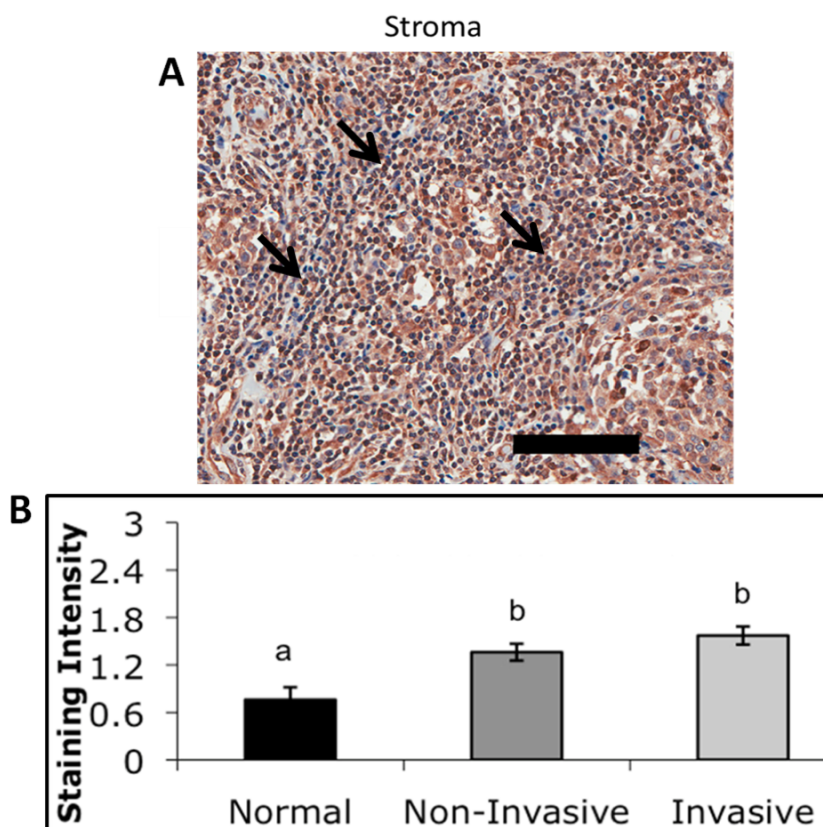 Stroma
A
B
Staining Intensity
3
2.4
1.8
1.2
0.6
0
a
b
b
Normal
Non-Invasive
Invasive